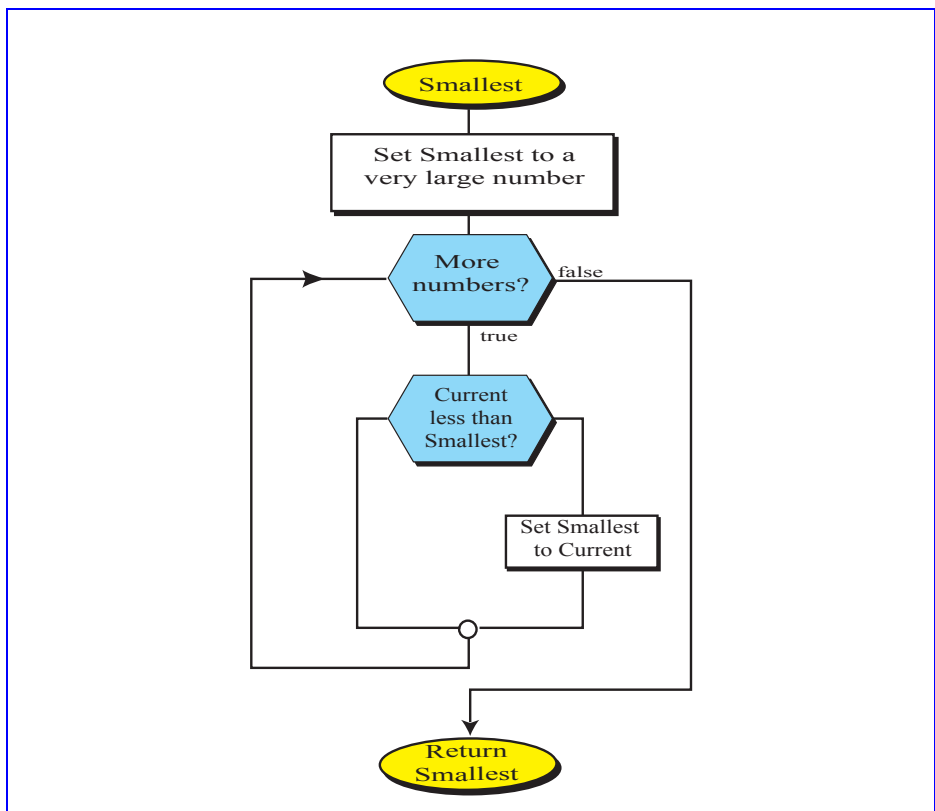 Smallest
Set Smallest to a
very large number
More
numbers?
false
true
Current
less than
Smallest?
Set Smallest
to Current
Return
Smallest